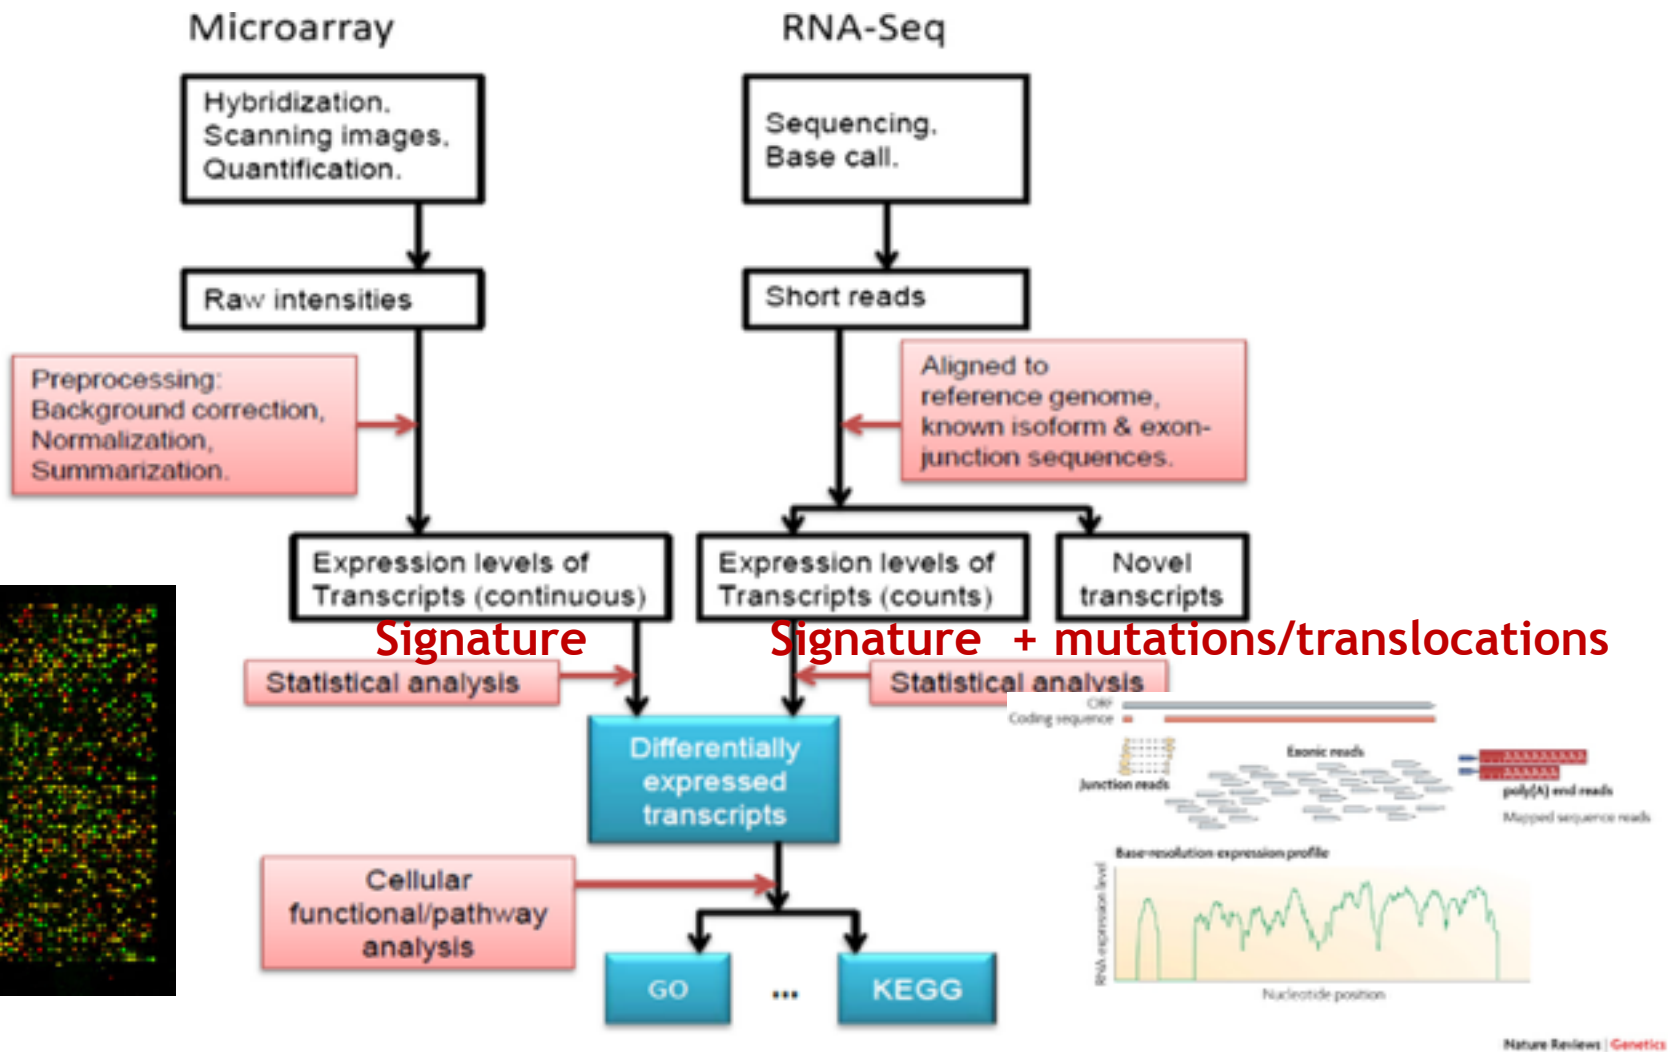 Microarray
RNA-Seq
Hybridization.
Scanning images.
Quantification.
Sequencing.
Base call.
Raw intensities
Short reads
Preprocessing:
Background correction,
Normalization,
Summarization.
Aligned to
reference genome,
known isoform & exon-
junction sequences.
Expression levels of
Transcripts (continuous)
Expression levels of
Transcripts (counts)
Novel
transcripts
Signature
Signature + mutations/translocations
Statistical analysis
Statistical analysis
ORF
Coding sequence
Exonic reads
Junction reads
poly(A) end reads
Mapped sequence reads
Differentially
expressed
transcripts
Base-resolution expression profile
RNA expression level
Nucleotide position
Cellular
functional/pathway
analysis
GO
...
KEGG
Nature Reviews | Genetics